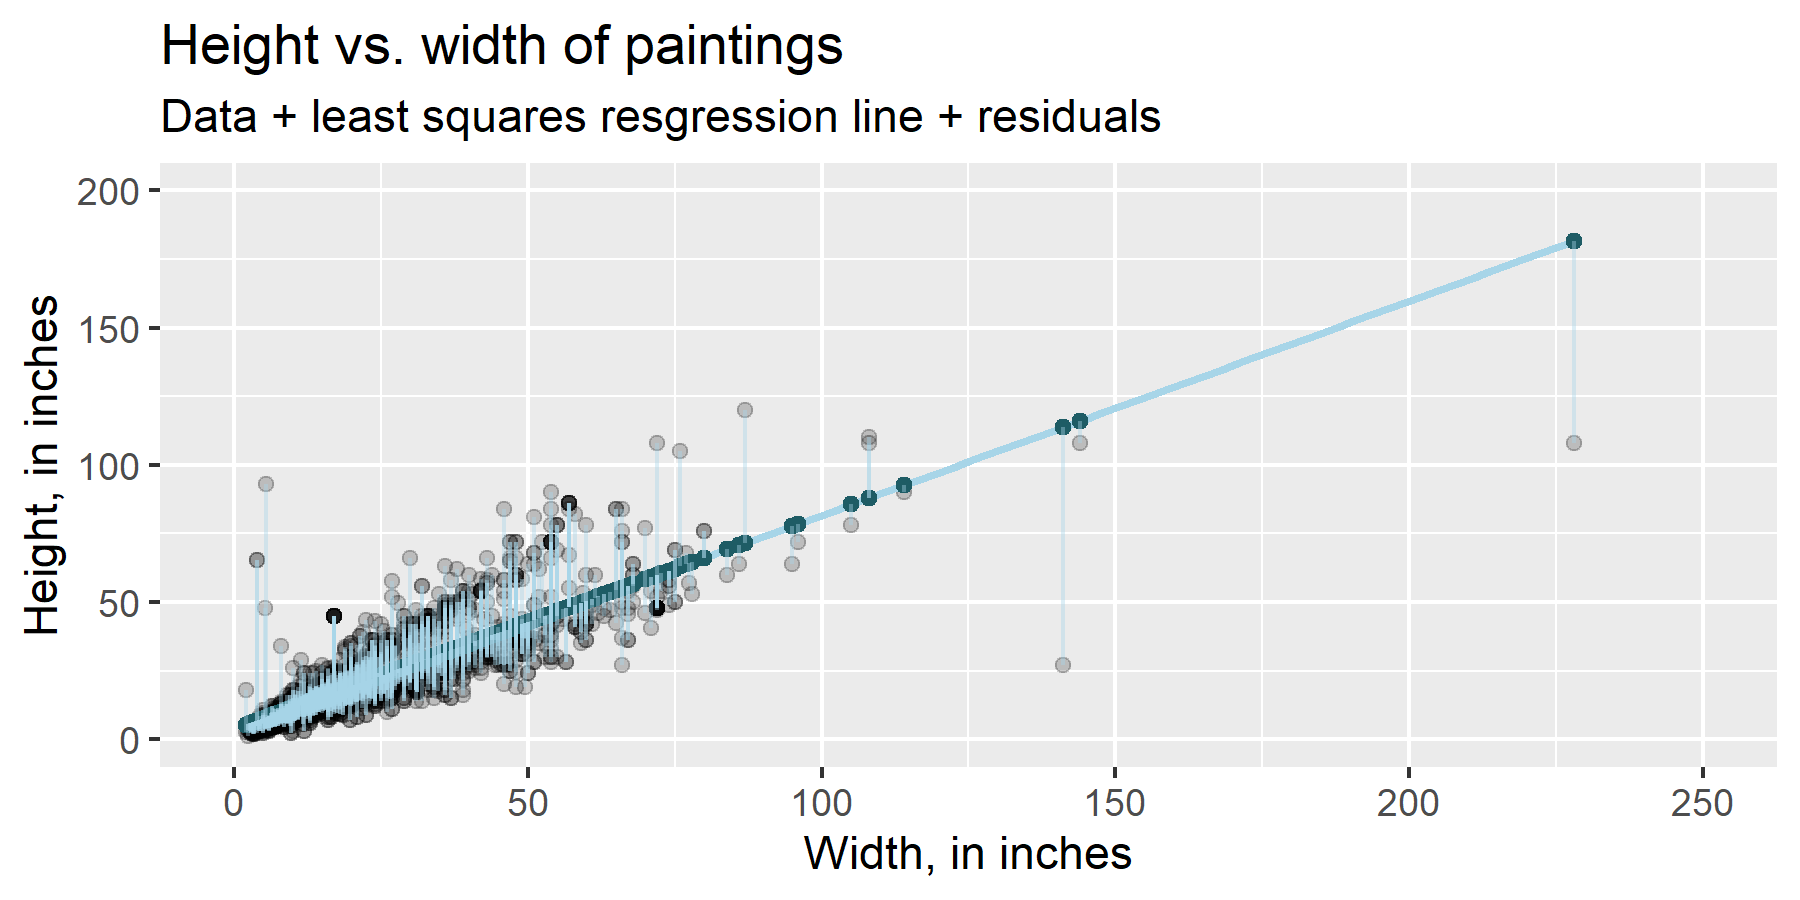 Height vs. width of paintings
Data + least squares resgression line + residuals
Height, in inches
200
150
100
50
0
0 50 100 150 200 250
Width, in inches